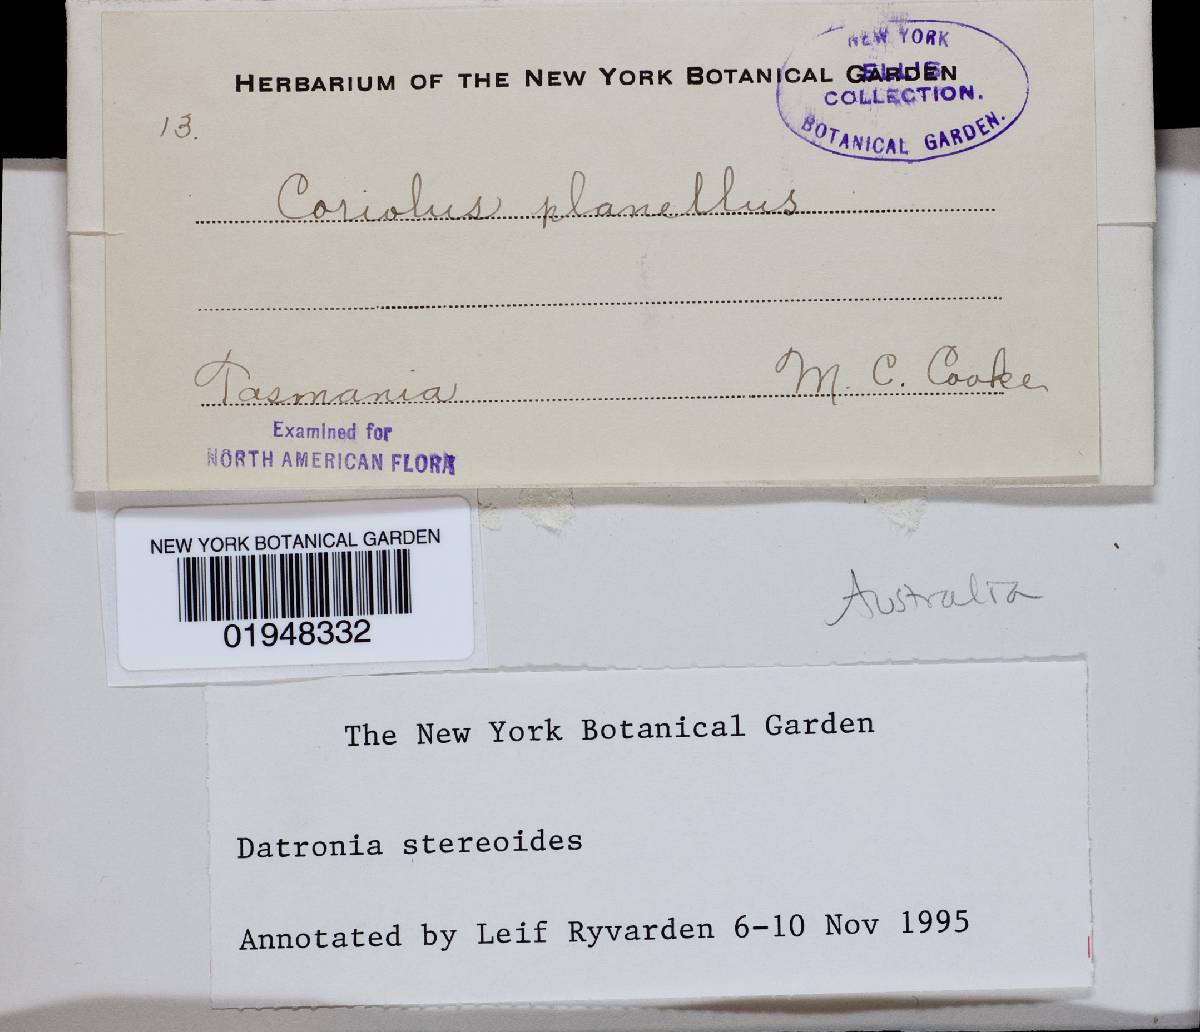 HERBARIUM OF THE NEW YORK BOTANICAL GARDEN
NEW YORK
ELLIS
COLLECTION.
BOTANICAL GARDEN.
13.
Coriolus planellus
Tasmania M. C. Cooke
Examined for
NORTH AMERICAN FLORA
NEW YORK BOTANICAL GARDEN
01948332
Australia
The New York Botanical Garden
Datronia stereoides
Annotated by Leif Ryvarden 6-10 Nov 1995